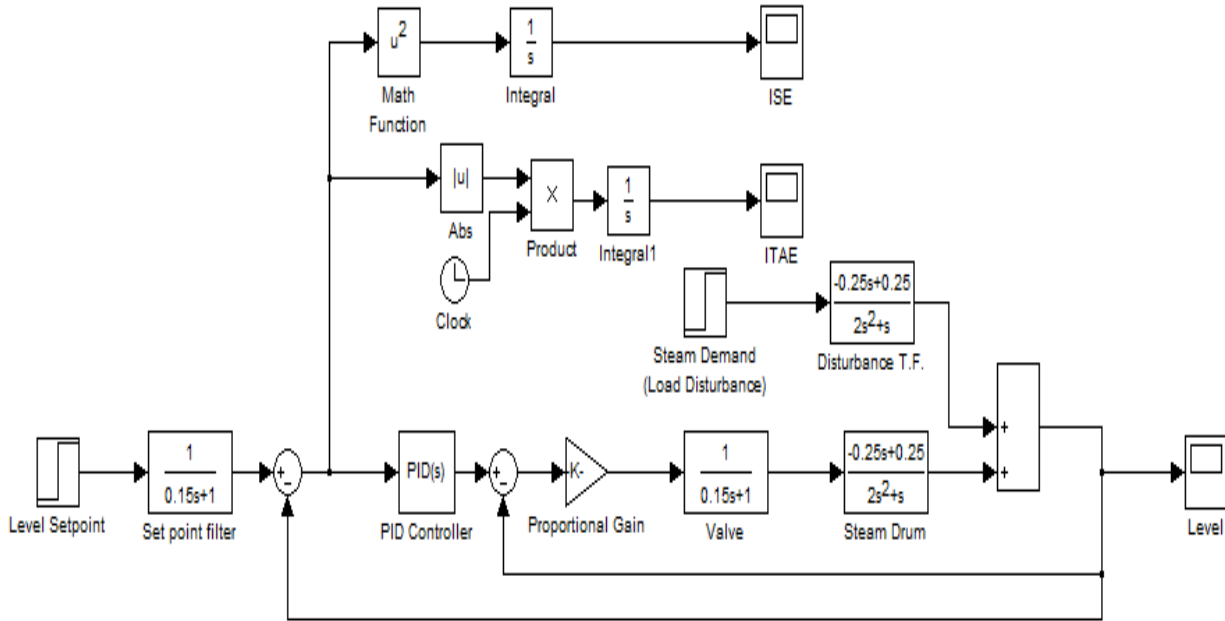 u²
Math
Function
1
s
Integral
ISE
|u|
Abs
×
Product
1
s
Integral1
ITAE
Clock
Steam Demand
(Load Disturbance)
-0.25s+0.25
2s²+s
Disturbance T.F.
Level Setpoint
1
0.15s+1
Set point filter
+
−
PID(s)
PID Controller
+
−
-K-
Proportional Gain
1
0.15s+1
Valve
-0.25s+0.25
2s²+s
Steam Drum
+
+
Level